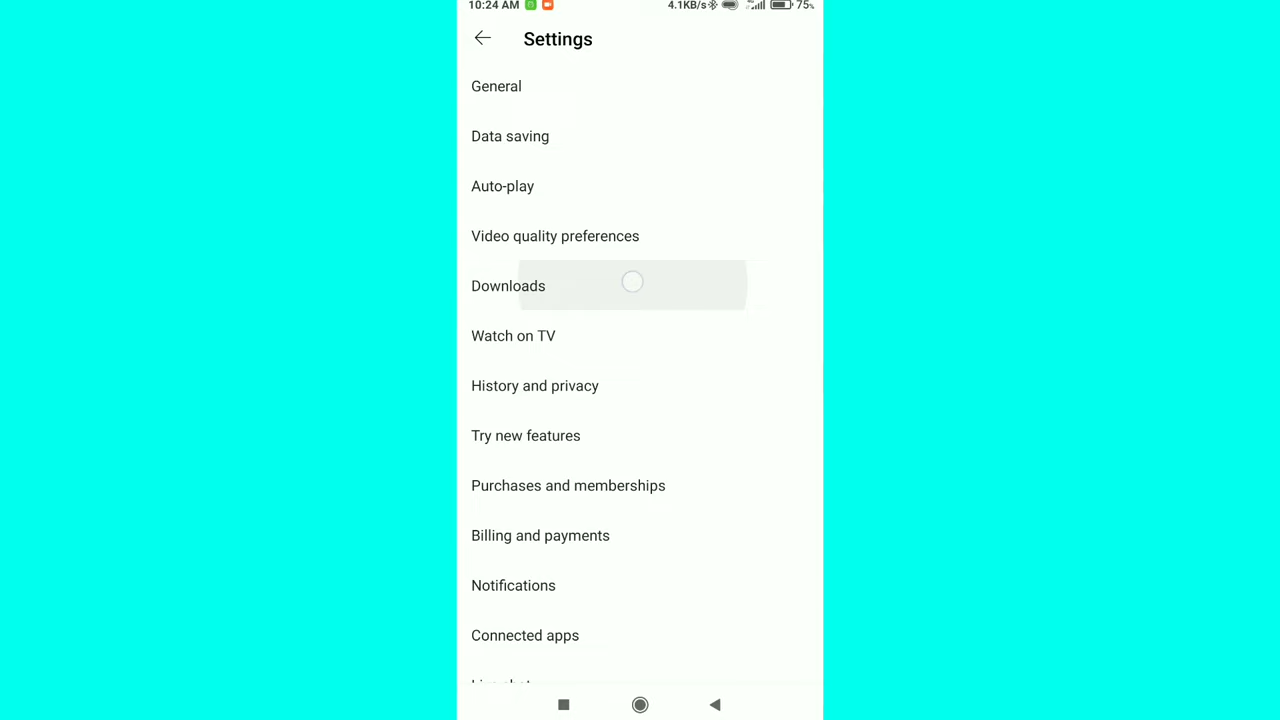 10:24 AM 4.1KB/s 75%
Settings
General
Data saving
Auto-play
Video quality preferences
Downloads
Watch on TV
History and privacy
Try new features
Purchases and memberships
Billing and payments
Notifications
Connected apps